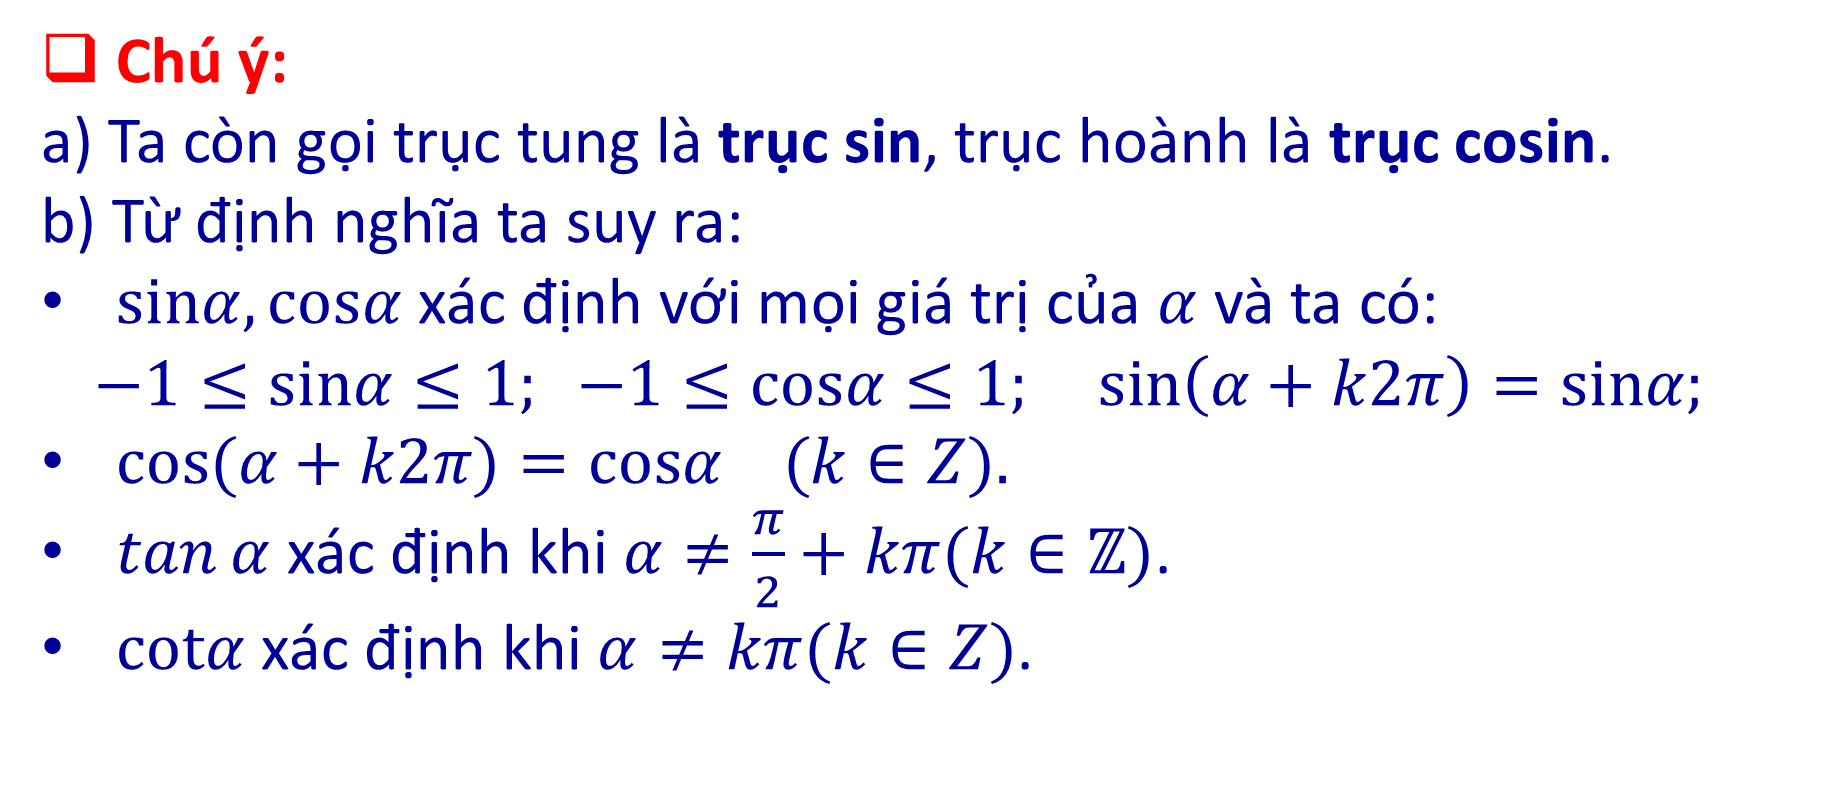 ❑ Chú ý:
a) Ta còn gọi trục tung là trục sin, trục hoành là trục cosin.
b) Từ định nghĩa ta suy ra:
• sin𝛼, cos𝛼 xác định với mọi giá trị của 𝛼 và ta có:
−1 ≤ sin𝛼 ≤ 1; −1 ≤ cos𝛼 ≤ 1; sin(𝛼 + 𝑘2𝜋) = sin𝛼;
• cos(𝛼 + 𝑘2𝜋) = cos𝛼 (𝑘 ∈ 𝑍).
• 𝑡𝑎𝑛 𝛼 xác định khi 𝛼 ≠ 𝜋/2 + 𝑘𝜋(𝑘 ∈ ℤ).
• cot𝛼 xác định khi 𝛼 ≠ 𝑘𝜋(𝑘 ∈ 𝑍).